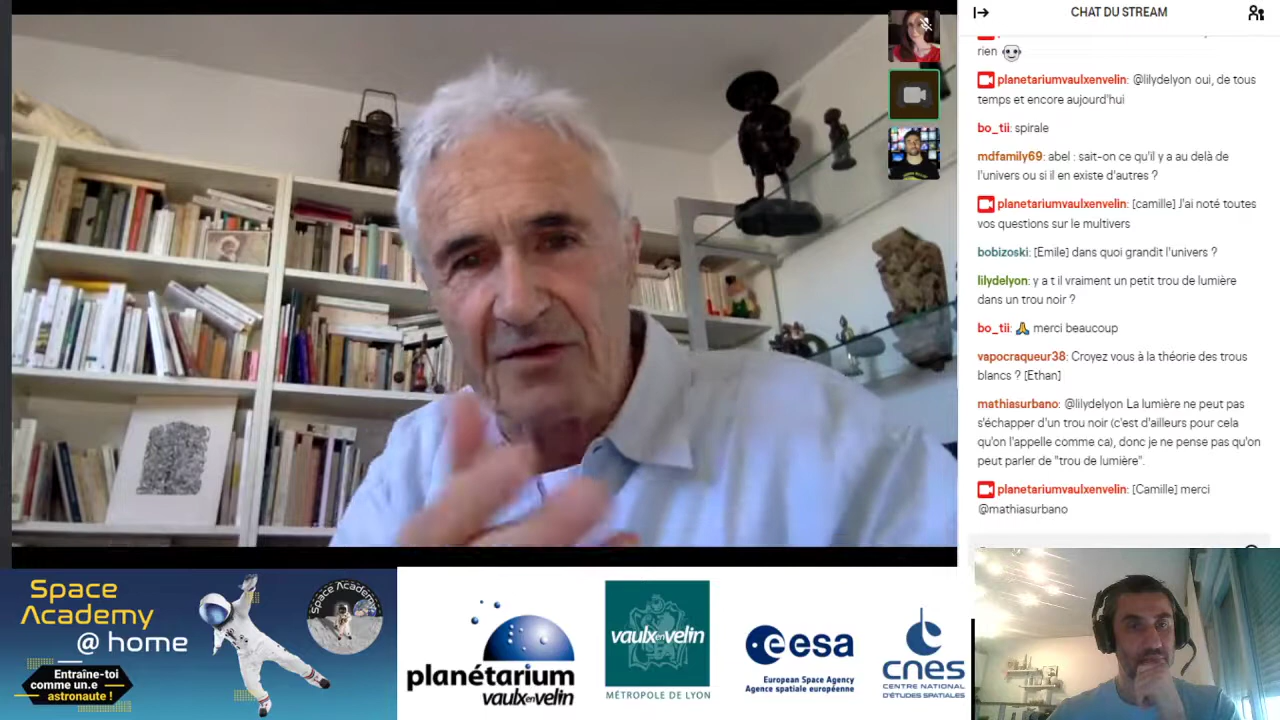 CHAT DU STREAM
rien
planetariumvaulxenvelin: @lilydelyon oui, de tous
temps et encore aujourd'hui
bo_tii: spirale
mdfamily69: abel : sait-on ce qu'il y a au delà de
l'univers ou si il en existe d'autres ?
planetariumvaulxenvelin: [camille] J'ai noté toutes
vos questions sur le multivers
bobizoski: [Emile] dans quoi grandit l'univers ?
lilydelyon: y a t il vraiment un petit trou de lumière
dans un trou noir ?
bo_tii: 🙏 merci beaucoup
vapocraqueur38: Croyez vous à la théorie des trous
blancs ? [Ethan]
mathiasurbano: @lilydelyon La lumière ne peut pas
s'échapper d'un trou noir (c'est d'ailleurs pour cela
qu'on l'appelle comme ca), donc je ne pense pas qu'on
peut parler de "trou de lumière".
planetariumvaulxenvelin: [Camille] merci
@mathiasurbano
Space
Academy
@ home
Entraîne-toi
comme un.e
astronaute !
Space Academy
planétarium
vaulxenvelin
vaulxenvelin
MÉTROPOLE DE LYON
esa
European Space Agency
Agence spatiale européenne
cnes
CENTRE NATIONAL
D'ÉTUDES SPATIALES